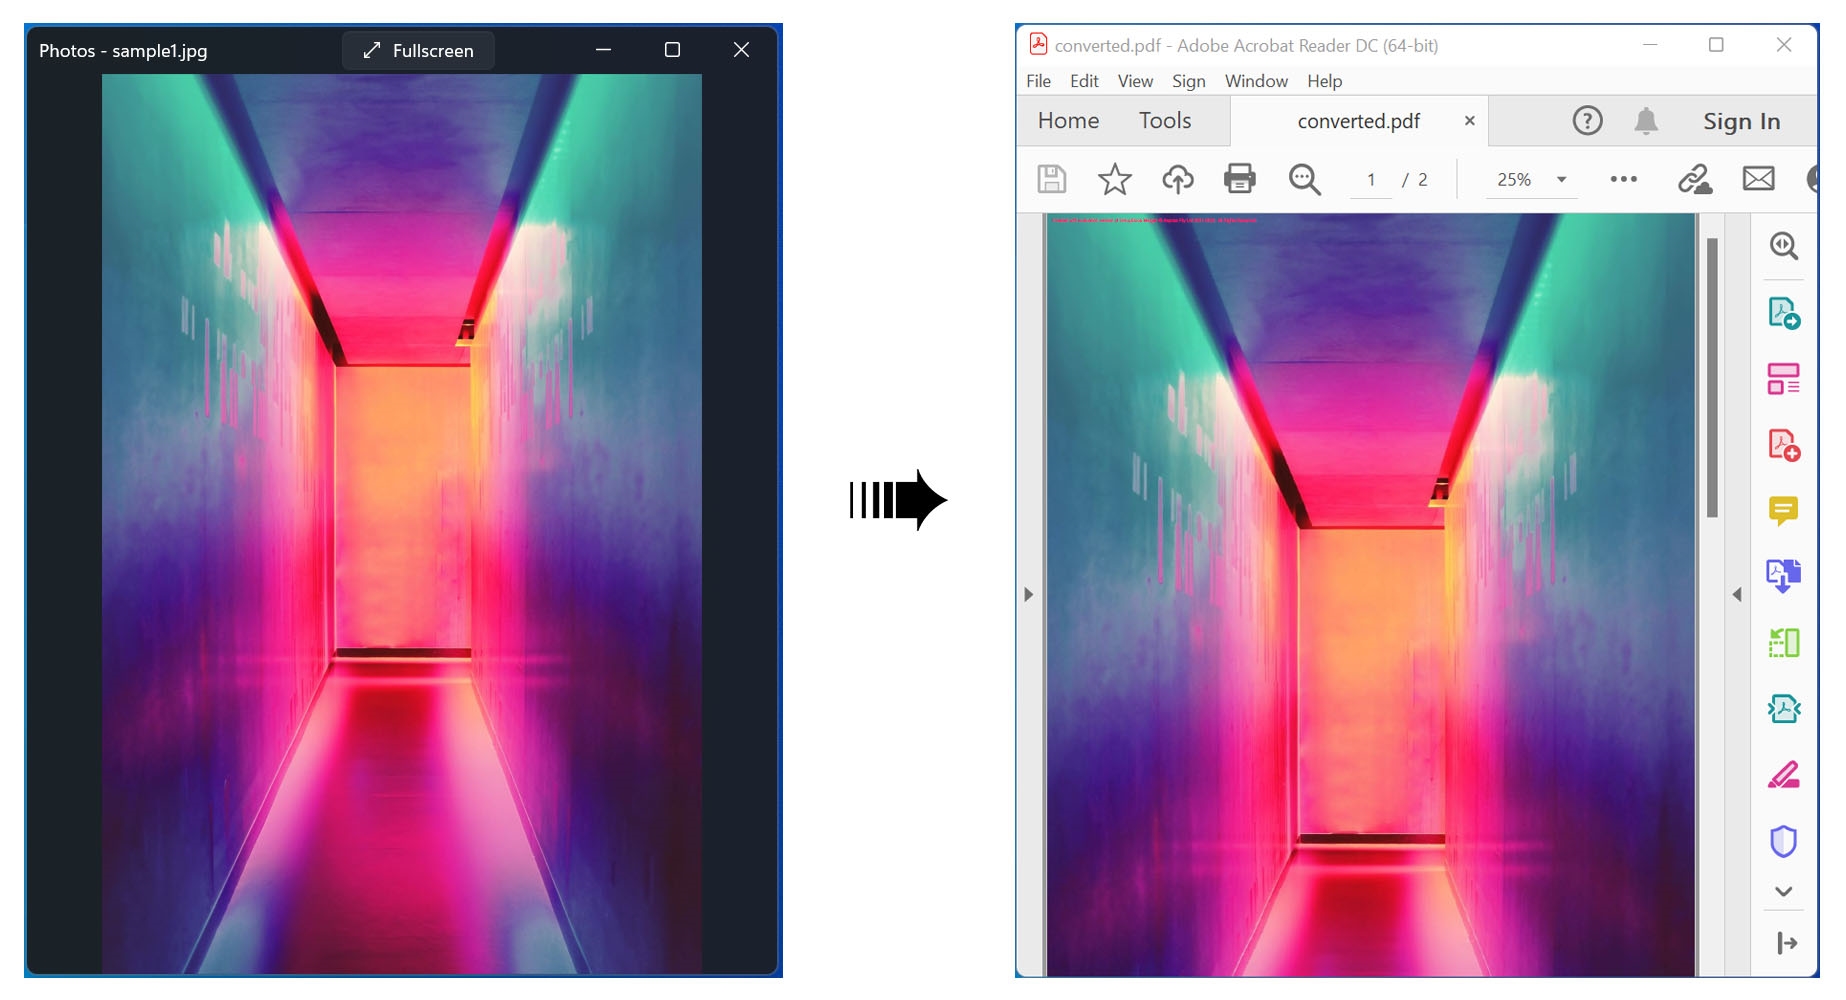 Photos - sample1.jpg
Fullscreen
converted.pdf - Adobe Acrobat Reader DC (64-bit)
File Edit View Sign Window Help
Home Tools converted.pdf Sign In
1 / 2 25%